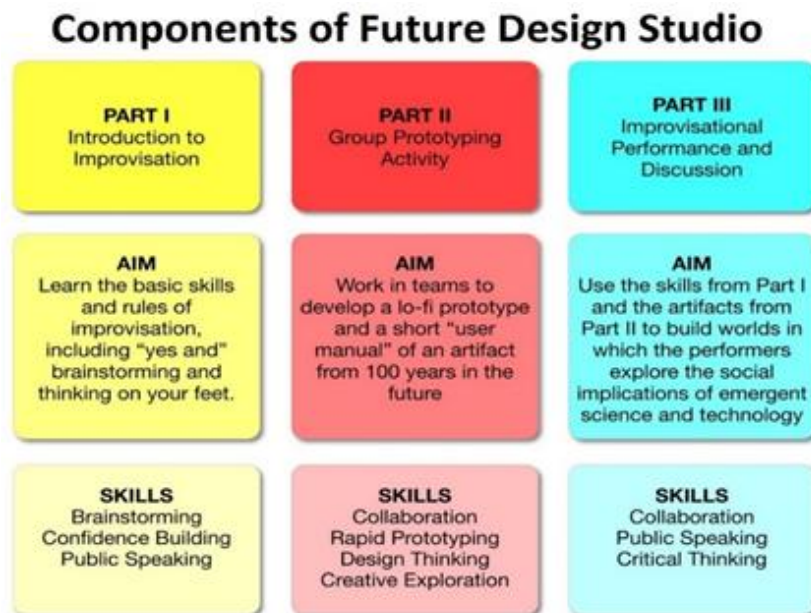 Components of Future Design Studio
PART I
Introduction to
Improvisation
PART II
Group Prototyping
Activity
PART III
Improvisational
Performance and
Discussion
AIM
Learn the basic skills
and rules of
improvisation,
including “yes and”
brainstorming and
thinking on your feet.
AIM
Work in teams to
develop a lo-fi prototype
and a short “user
manual” of an artifact
from 100 years in the
future
AIM
Use the skills from Part I
and the artifacts from
Part II to build worlds in
which the performers
explore the social
implications of emergent
science and technology
SKILLS
Brainstorming
Confidence Building
Public Speaking
SKILLS
Collaboration
Rapid Prototyping
Design Thinking
Creative Exploration
SKILLS
Collaboration
Public Speaking
Critical Thinking